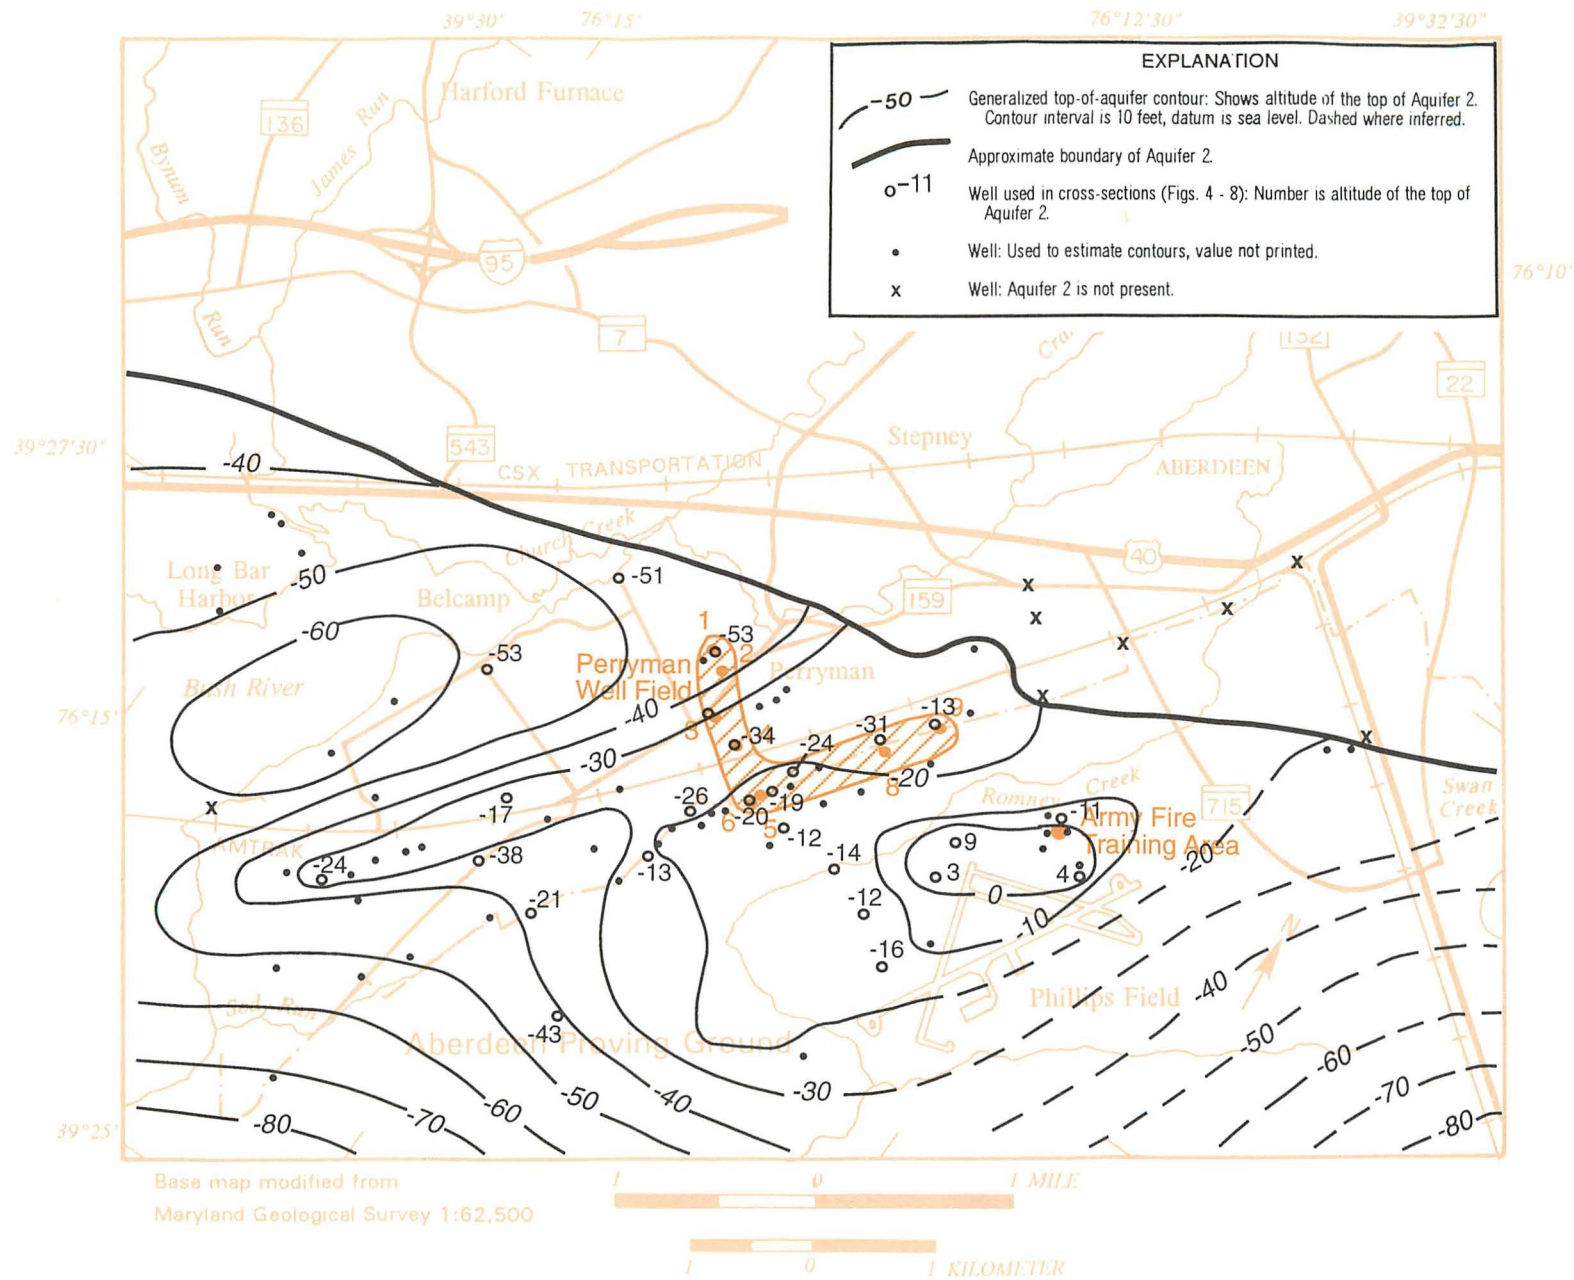 39°30'
76°15'
76°12'30"
39°32'30"
EXPLANATION
-50
Generalized top-of-aquifer contour: Shows altitude of the top of Aquifer 2.
Contour interval is 10 feet, datum is sea level. Dashed where inferred.
Approximate boundary of Aquifer 2.
-11
Well used in cross-sections (Figs. 4 - 8): Number is altitude of the top of
Aquifer 2.
Well: Used to estimate contours, value not printed.
x
Well: Aquifer 2 is not present.
Harford Furnace
136
Bynum
Run
James Run
95
76°10'
7
132
22
39°27'30"
543
Stepney
-40
CSX TRANSPORTATION
ABERDEEN
Church Creek
40
Long Bar
Harbor
-50
Belcamp
-51
159
x
x
x
x
x
-60
1
-53
2
-53
Perryman
Well Field
Perryman
Bush River
x
76°15'
-40
3
-34
4
-13
9
-31
-24
x
-30
-20
8
x
-17
-26
-20
-19
6
5
-12
Romney Creek
-11
Army Fire
Training Area
715
Swan
Creek
AMTRAK
-24
-38
-13
-14
9
3
4
0
-20
-21
-12
-10
-16
-40
Phillips Field
Sody Run
-43
Aberdeen Proving Ground
-50
-60
-30
-70
-40
-50
-60
-70
-80
-80
39°25'
Base map modified from
Maryland Geological Survey 1:62,500
1 0 1 MILE
1 0 1 KILOMETER